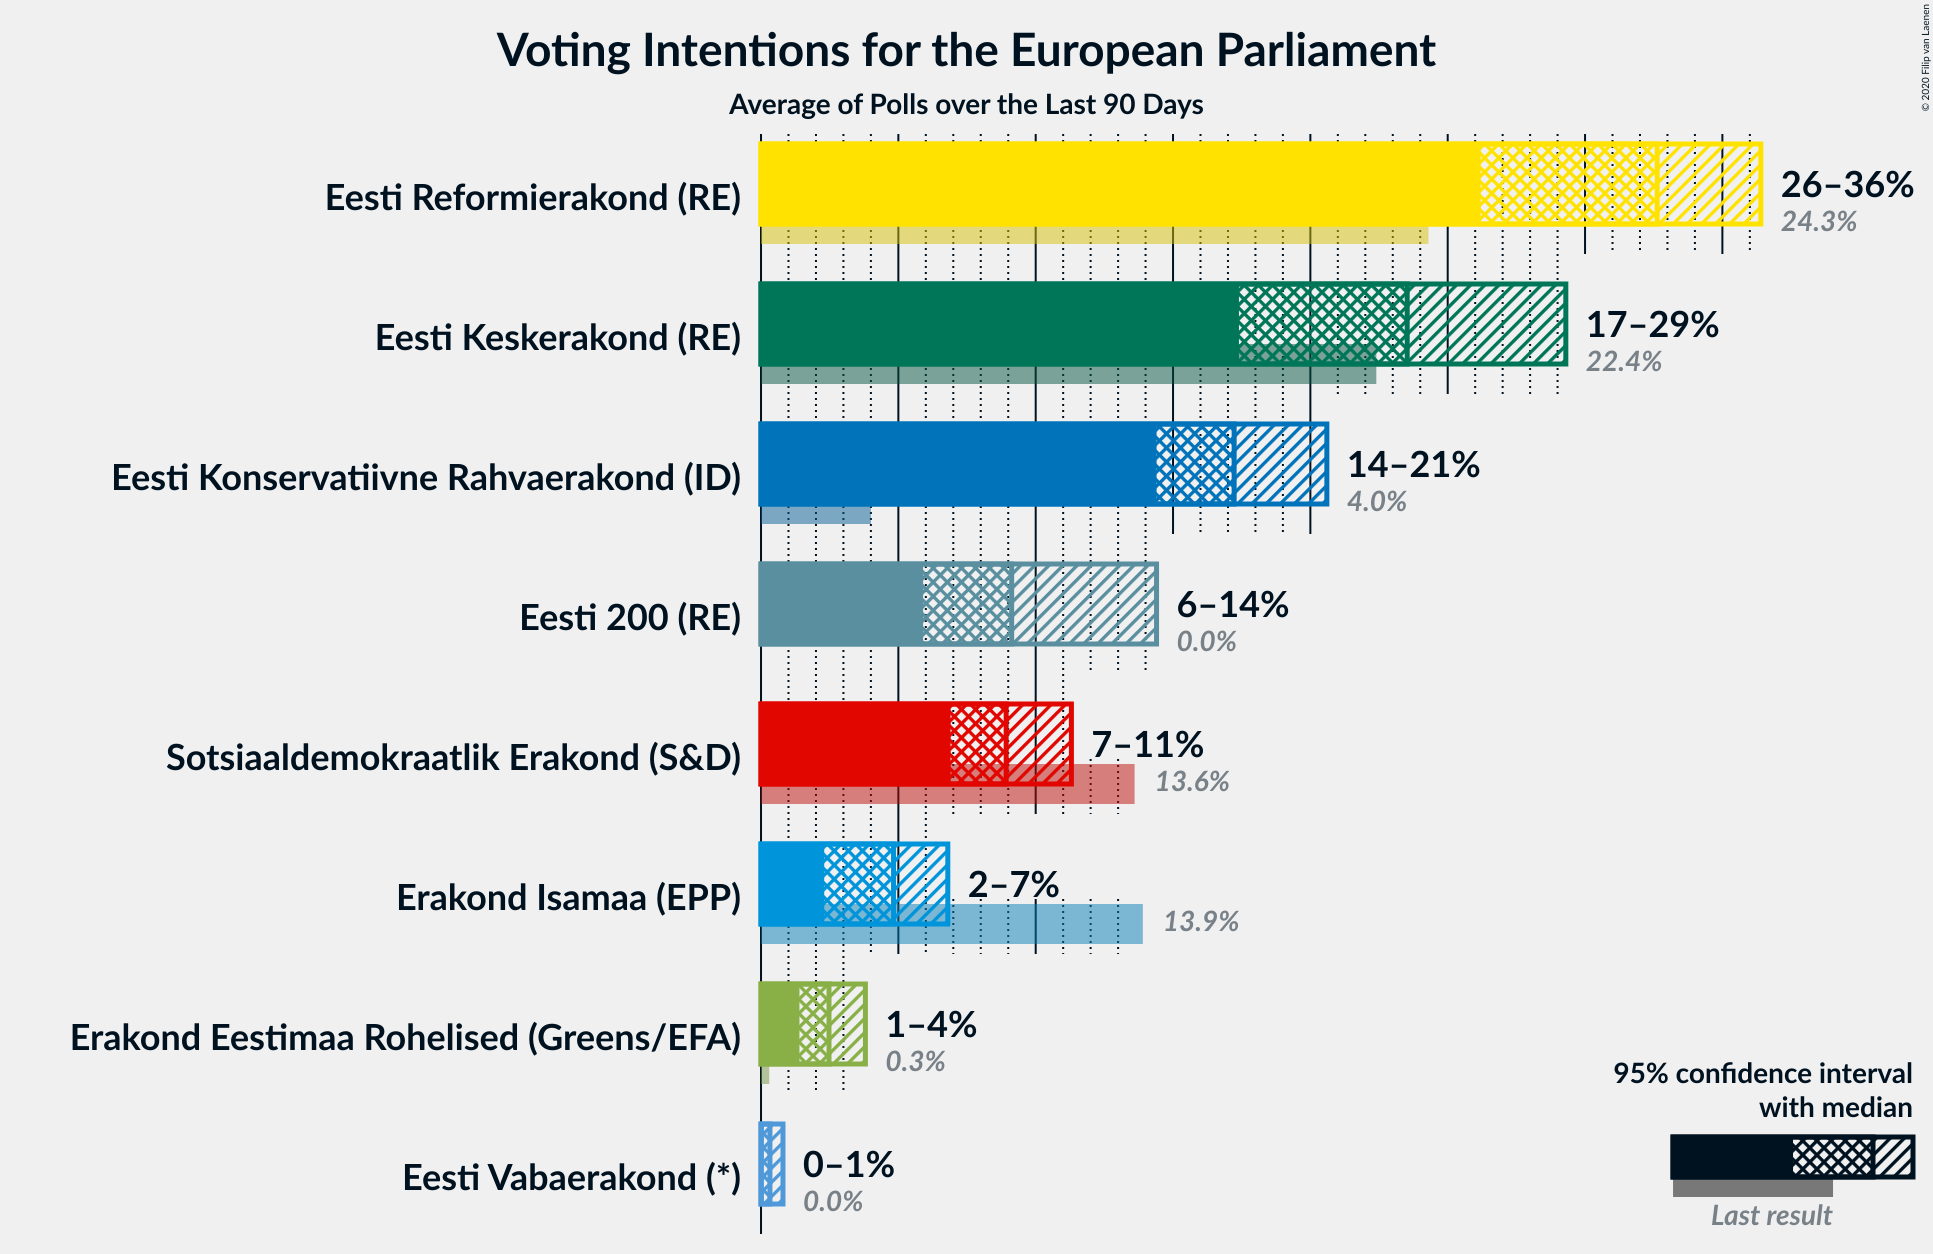 © 2020 Filip van Laenen
Voting Intentions for the European Parliament
Average of Polls over the Last 90 Days
Eesti Reformierakond (RE)
26–36%
24.3%
Eesti Keskerakond (RE)
17–29%
22.4%
Eesti Konservatiivne Rahvaerakond (ID)
14–21%
4.0%
Eesti 200 (RE)
6–14%
0.0%
Sotsiaaldemokraatlik Erakond (S&D)
7–11%
13.6%
Erakond Isamaa (EPP)
2–7%
13.9%
Erakond Eestimaa Rohelised (Greens/EFA)
1–4%
0.3%
Eesti Vabaerakond (*)
0–1%
0.0%
95% confidence interval
with median
Last result